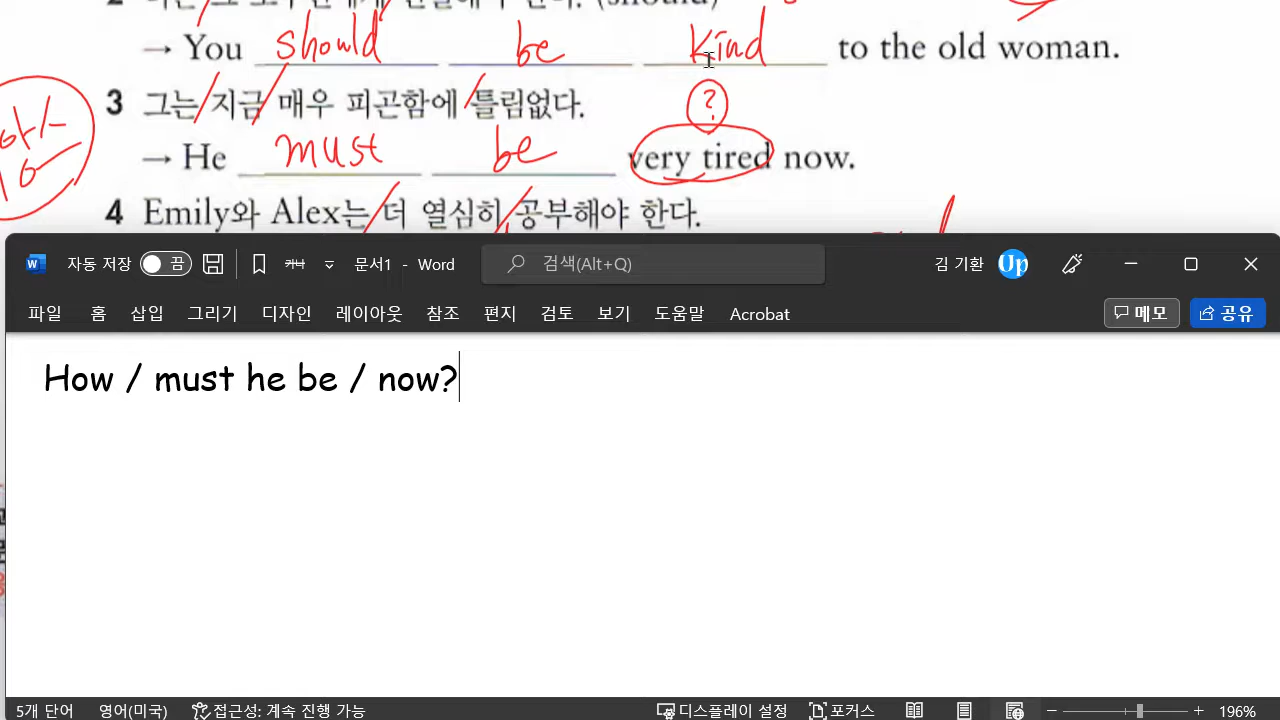 (should)
→ You should be kind to the old woman.
3 그는 / 지금 / 매우 피곤함에 / 틀림없다.
?
→ He must be very tired now.
4 Emily와 Alex는 / 더 열심히 / 공부해야 한다.
자동 저장 끔 문서1 - Word 검색(Alt+Q) 김 기환 Up
파일 홈 삽입 그리기 디자인 레이아웃 참조 편지 검토 보기 도움말 Acrobat 메모 공유
How / must he be / now?
5개 단어 영어(미국) 접근성: 계속 진행 가능 디스플레이 설정 포커스 196%